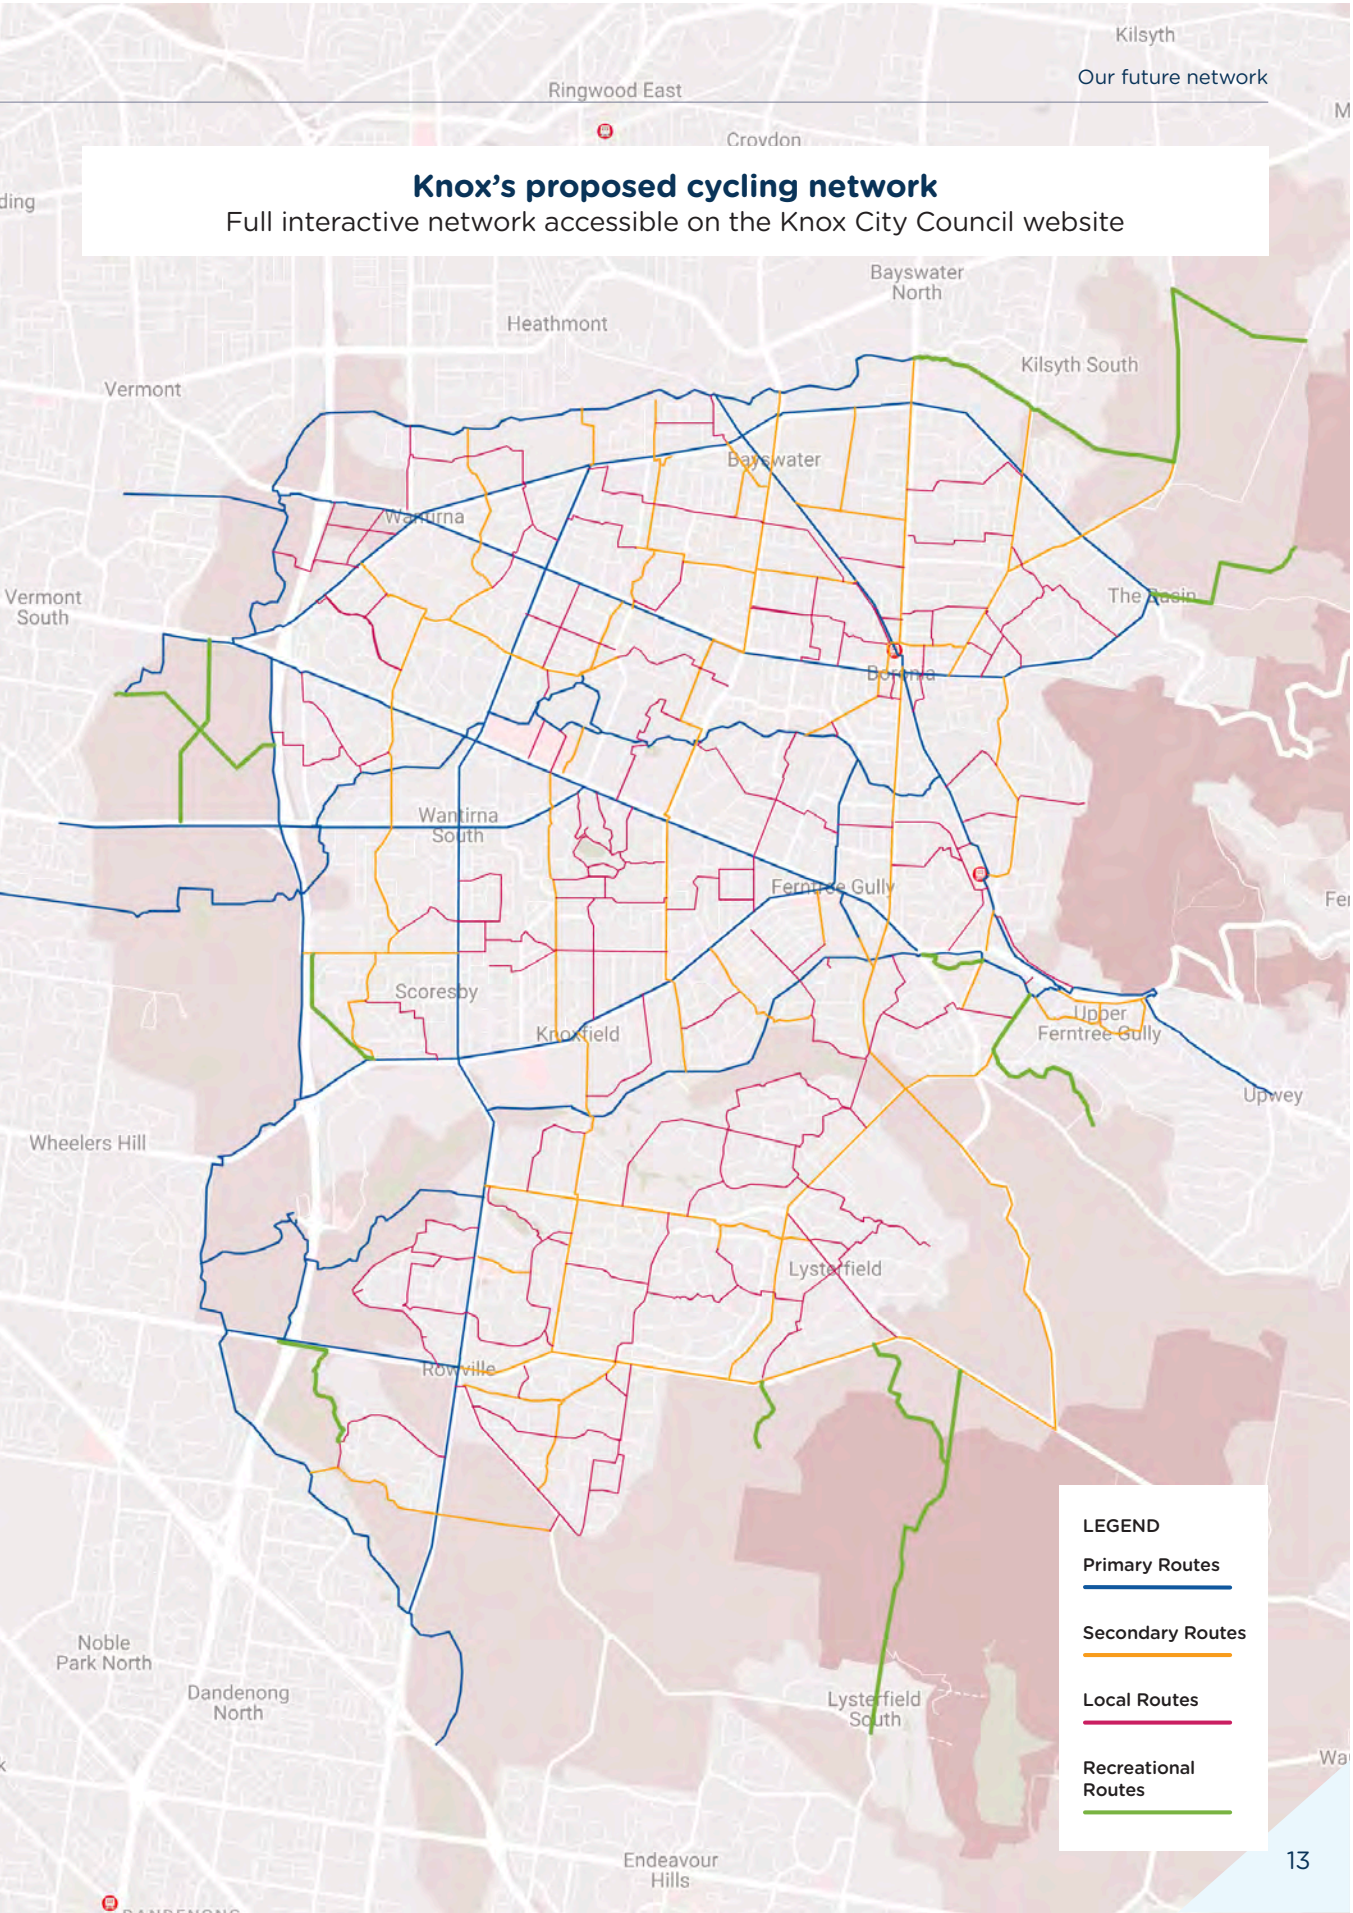 Kilsyth
Our future network
Ringwood East
Croydon
Knox's proposed cycling network
Full interactive network accessible on the Knox City Council website
Bayswater
North
Heathmont
Kilsyth South
Vermont
Bayswater
Wantirna
Vermont
South
The Basin
Boronia
Wantirna
South
Ferntree Gully
Scoresby
Knoxfield
Upper
Ferntree Gully
Upwey
Wheelers Hill
Lysterfield
Rowville
LEGEND
Primary Routes
Secondary Routes
Local Routes
Recreational
Routes
Noble
Park North
Dandenong
North
Lysterfield
South
Endeavour
Hills
13